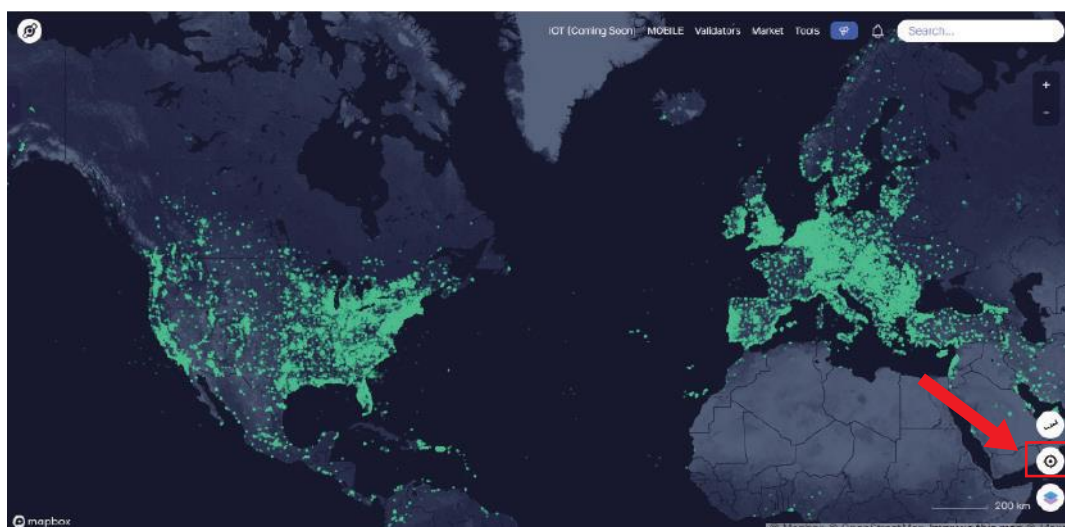 IOT (Coming Soon) MOBILE Validators Market Tools Search...
+
-
200 km
mapbox